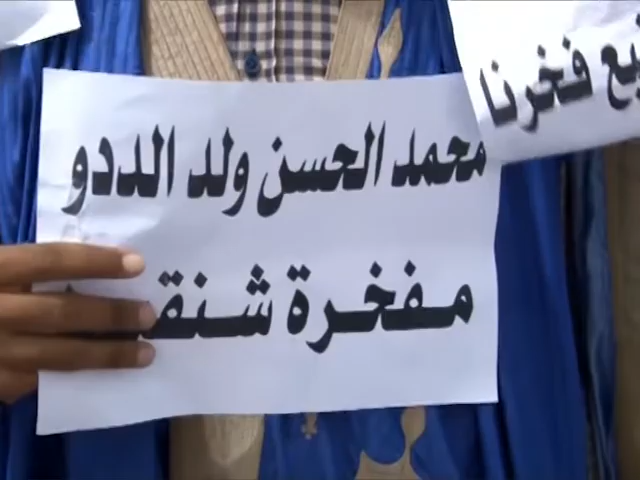 محمد الحسن ولد الددو
مفخرة
فخرنا